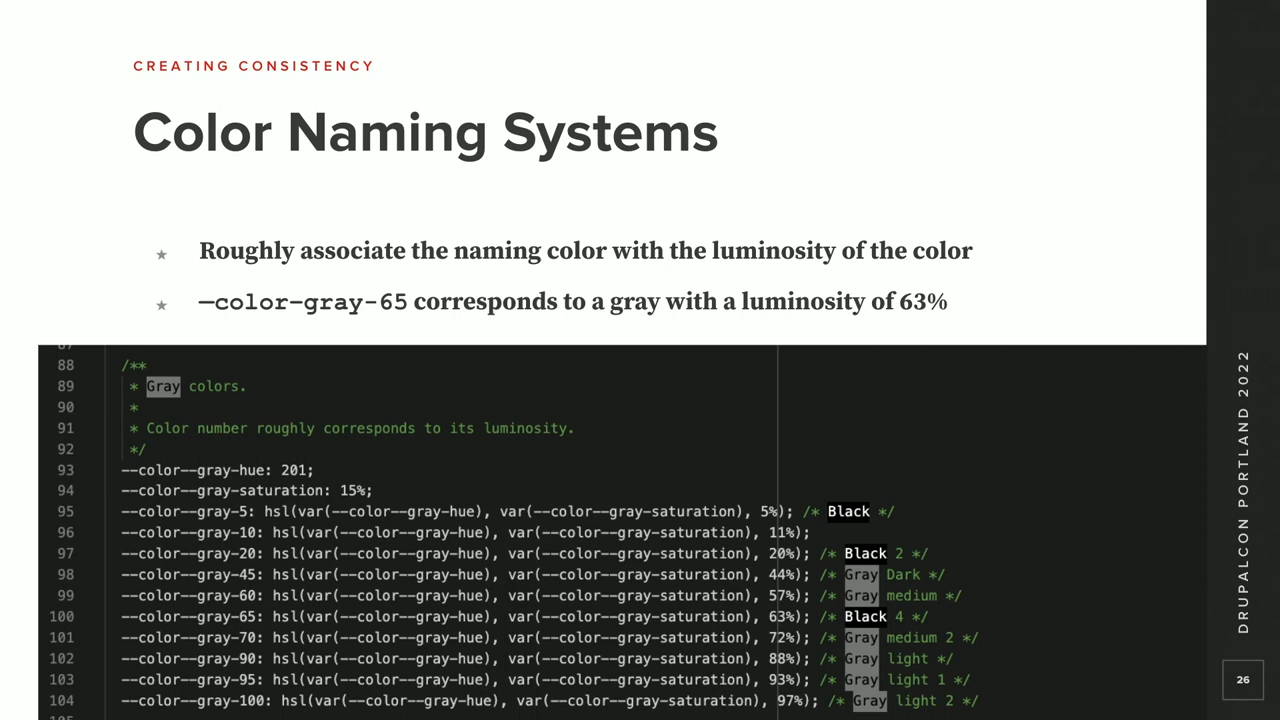 CREATING CONSISTENCY
Color Naming Systems
★ Roughly associate the naming color with the luminosity of the color
★ —color-gray-65 corresponds to a gray with a luminosity of 63%
87
88 /**
89 * Gray colors.
90 *
91 * Color number roughly corresponds to its luminosity.
92 */
93 --color--gray-hue: 201;
94 --color--gray-saturation: 15%;
95 --color--gray-5: hsl(var(--color--gray-hue), var(--color--gray-saturation), 5%); /* Black */
96 --color--gray-10: hsl(var(--color--gray-hue), var(--color--gray-saturation), 11%);
97 --color--gray-20: hsl(var(--color--gray-hue), var(--color--gray-saturation), 20%); /* Black 2 */
98 --color--gray-45: hsl(var(--color--gray-hue), var(--color--gray-saturation), 44%); /* Gray Dark */
99 --color--gray-60: hsl(var(--color--gray-hue), var(--color--gray-saturation), 57%); /* Gray medium */
100 --color--gray-65: hsl(var(--color--gray-hue), var(--color--gray-saturation), 63%); /* Black 4 */
101 --color--gray-70: hsl(var(--color--gray-hue), var(--color--gray-saturation), 72%); /* Gray medium 2 */
102 --color--gray-90: hsl(var(--color--gray-hue), var(--color--gray-saturation), 88%); /* Gray light */
103 --color--gray-95: hsl(var(--color--gray-hue), var(--color--gray-saturation), 93%); /* Gray light 1 */
104 --color--gray-100: hsl(var(--color--gray-hue), var(--color--gray-saturation), 97%); /* Gray light 2 */
DRUPALCON PORTLAND 2022
26